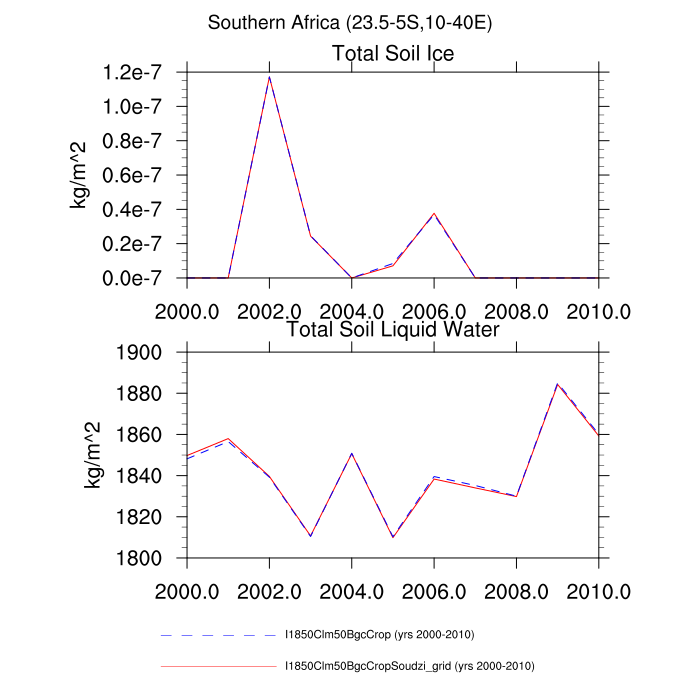 Southern Africa (23.5-5S,10-40E)
Total Soil Ice
1.2e-7
1.0e-7
0.8e-7
0.6e-7
0.4e-7
0.2e-7
0.0e-7
kg/m^2
2000.0 2002.0 2004.0 2006.0 2008.0 2010.0
Total Soil Liquid Water
1900
1880
1860
1840
1820
1800
kg/m^2
2000.0 2002.0 2004.0 2006.0 2008.0 2010.0
I1850Clm50BgcCrop (yrs 2000-2010)
I1850Clm50BgcCropSoudzi_grid (yrs 2000-2010)